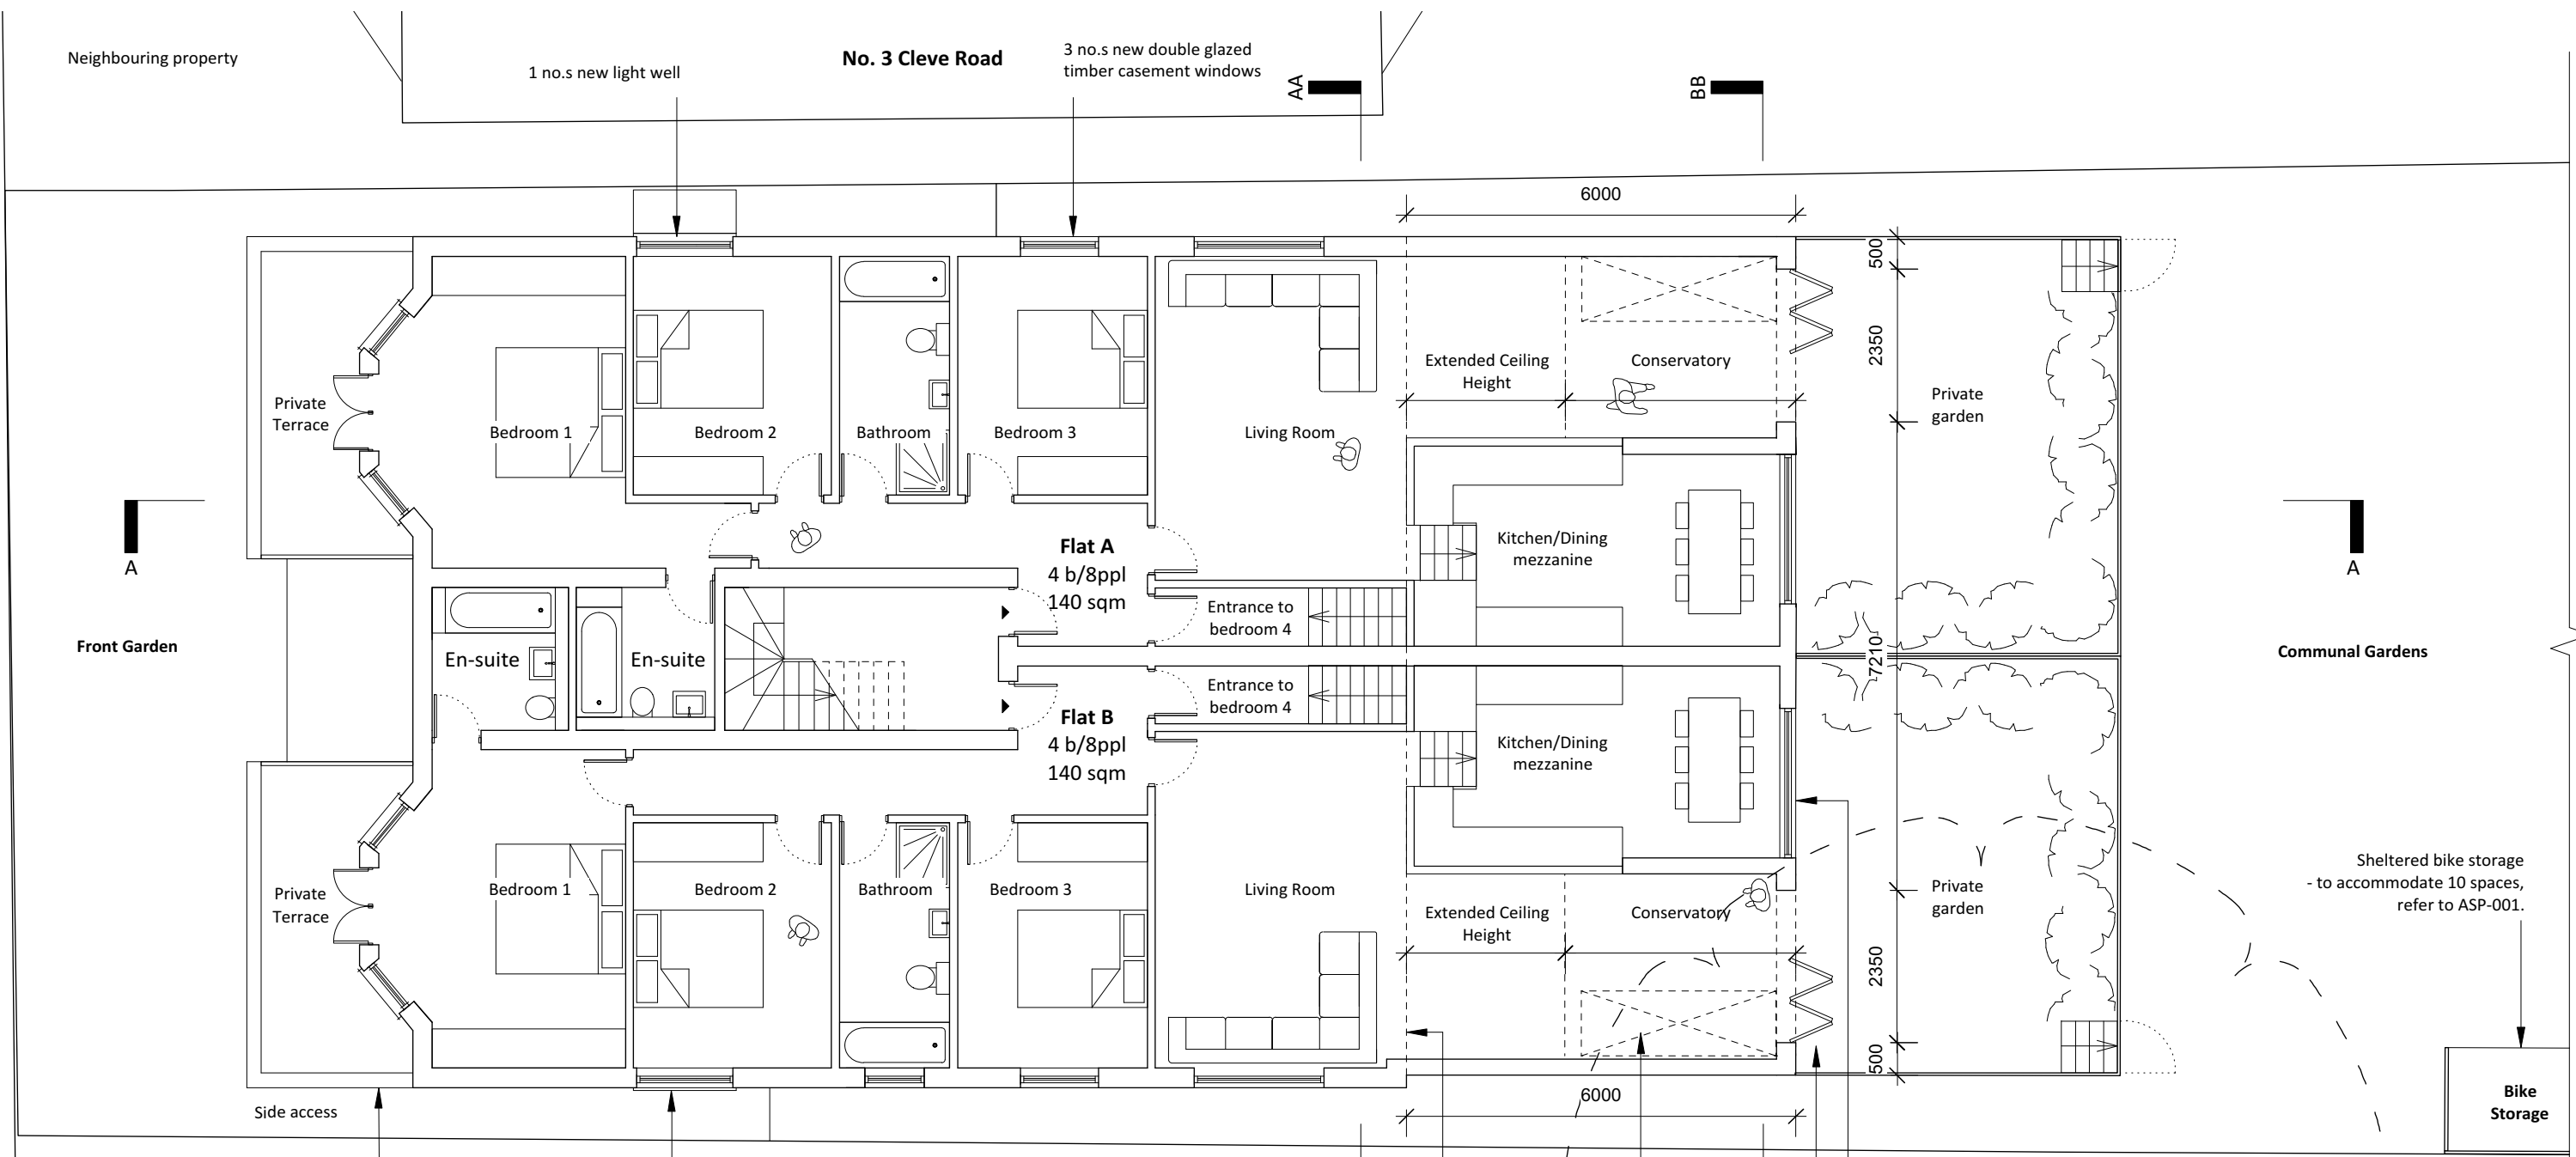 Neighbouring property
1 no.s new light well
No. 3 Cleve Road
3 no.s new double glazed
timber casement windows
AA
BB
6000
500
2350
7210
2350
500
6000
Private
Terrace
Bedroom 1
Bedroom 2
Bathroom
Bedroom 3
Living Room
Extended Ceiling
Height
Conservatory
Private
garden
Kitchen/Dining
mezzanine
A
A
Flat A
4 b/8ppl
140 sqm
Entrance to
bedroom 4
Front Garden
En-suite
En-suite
Communal Gardens
Entrance to
bedroom 4
Flat B
4 b/8ppl
140 sqm
Kitchen/Dining
mezzanine
Private
Terrace
Bedroom 1
Bedroom 2
Bathroom
Bedroom 3
Living Room
Extended Ceiling
Height
Conservatory
Private
garden
Sheltered bike storage
- to accommodate 10 spaces,
refer to ASP-001.
Side access
Bike
Storage